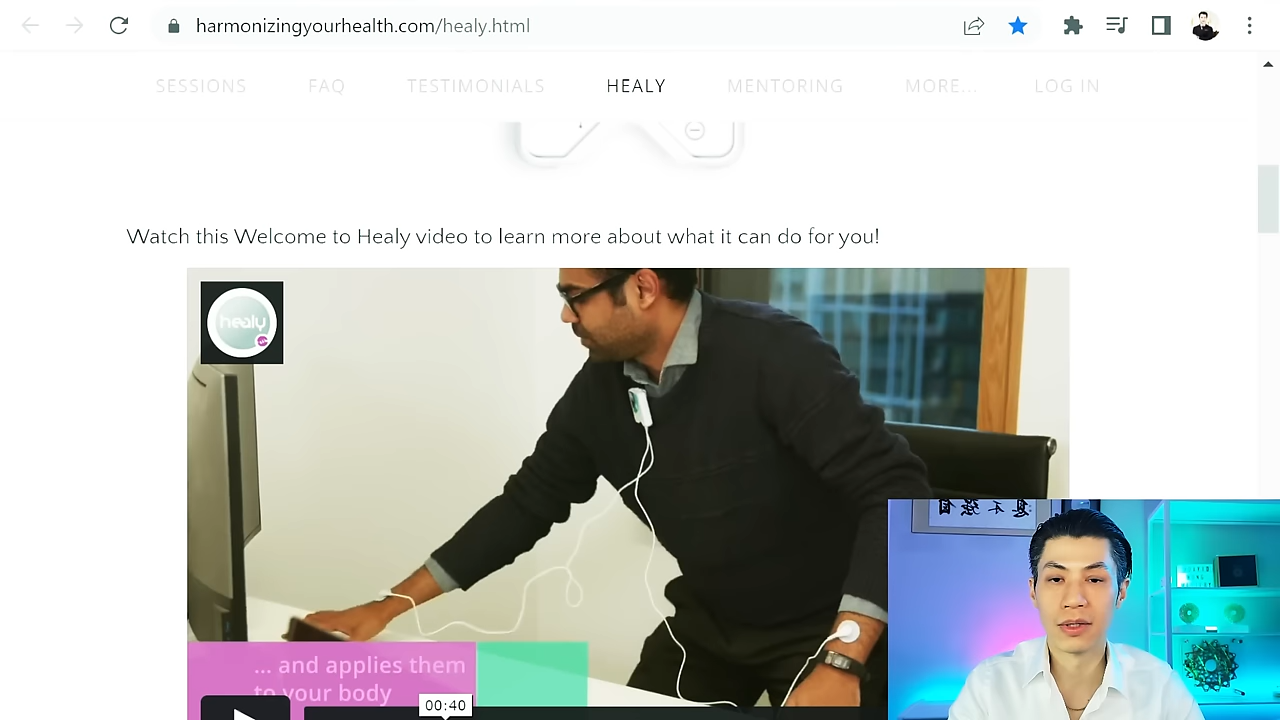 harmonizingyourhealth.com/healy.html
SESSIONS FAQ TESTIMONIALS HEALY MENTORING MORE... LOG IN
Watch this Welcome to Healy video to learn more about what it can do for you!
healy
... and applies them
to your body
00:40